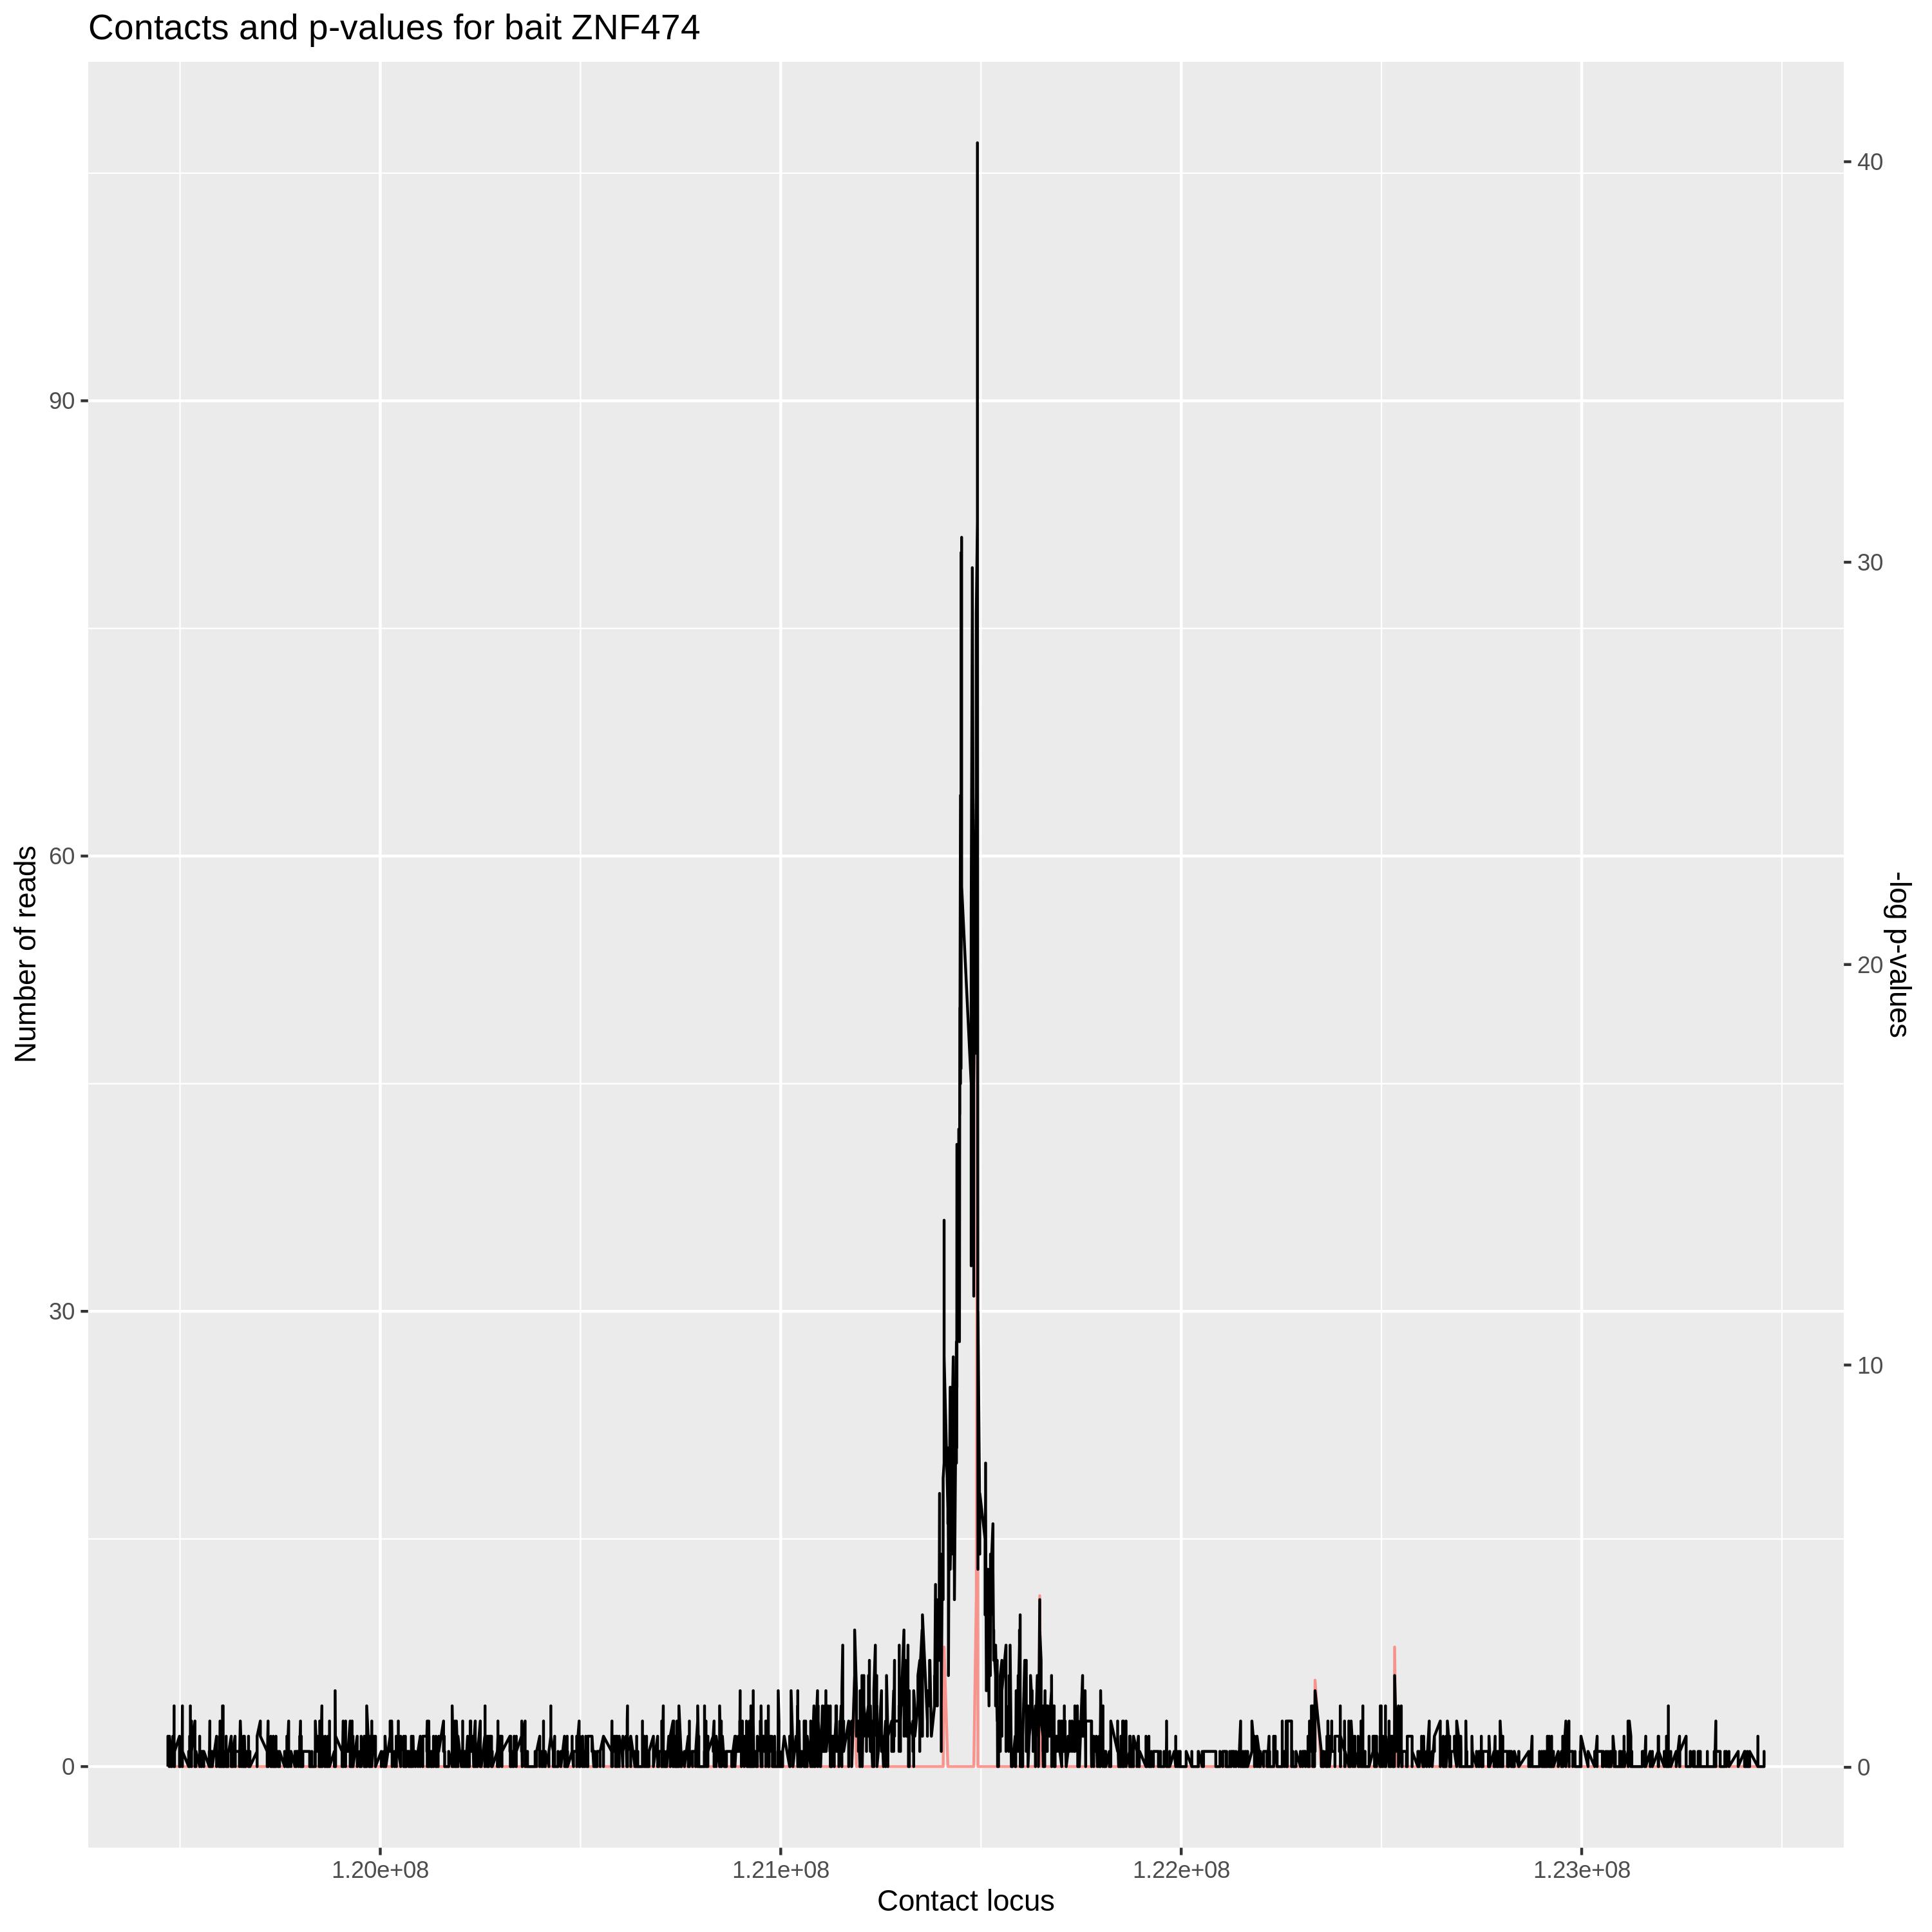 Contacts and p-values for bait ZNF474
Number of reads
90
60
30
0
40
30
20
10
0
-log p-values
1.20e+08 1.21e+08 1.22e+08 1.23e+08
Contact locus